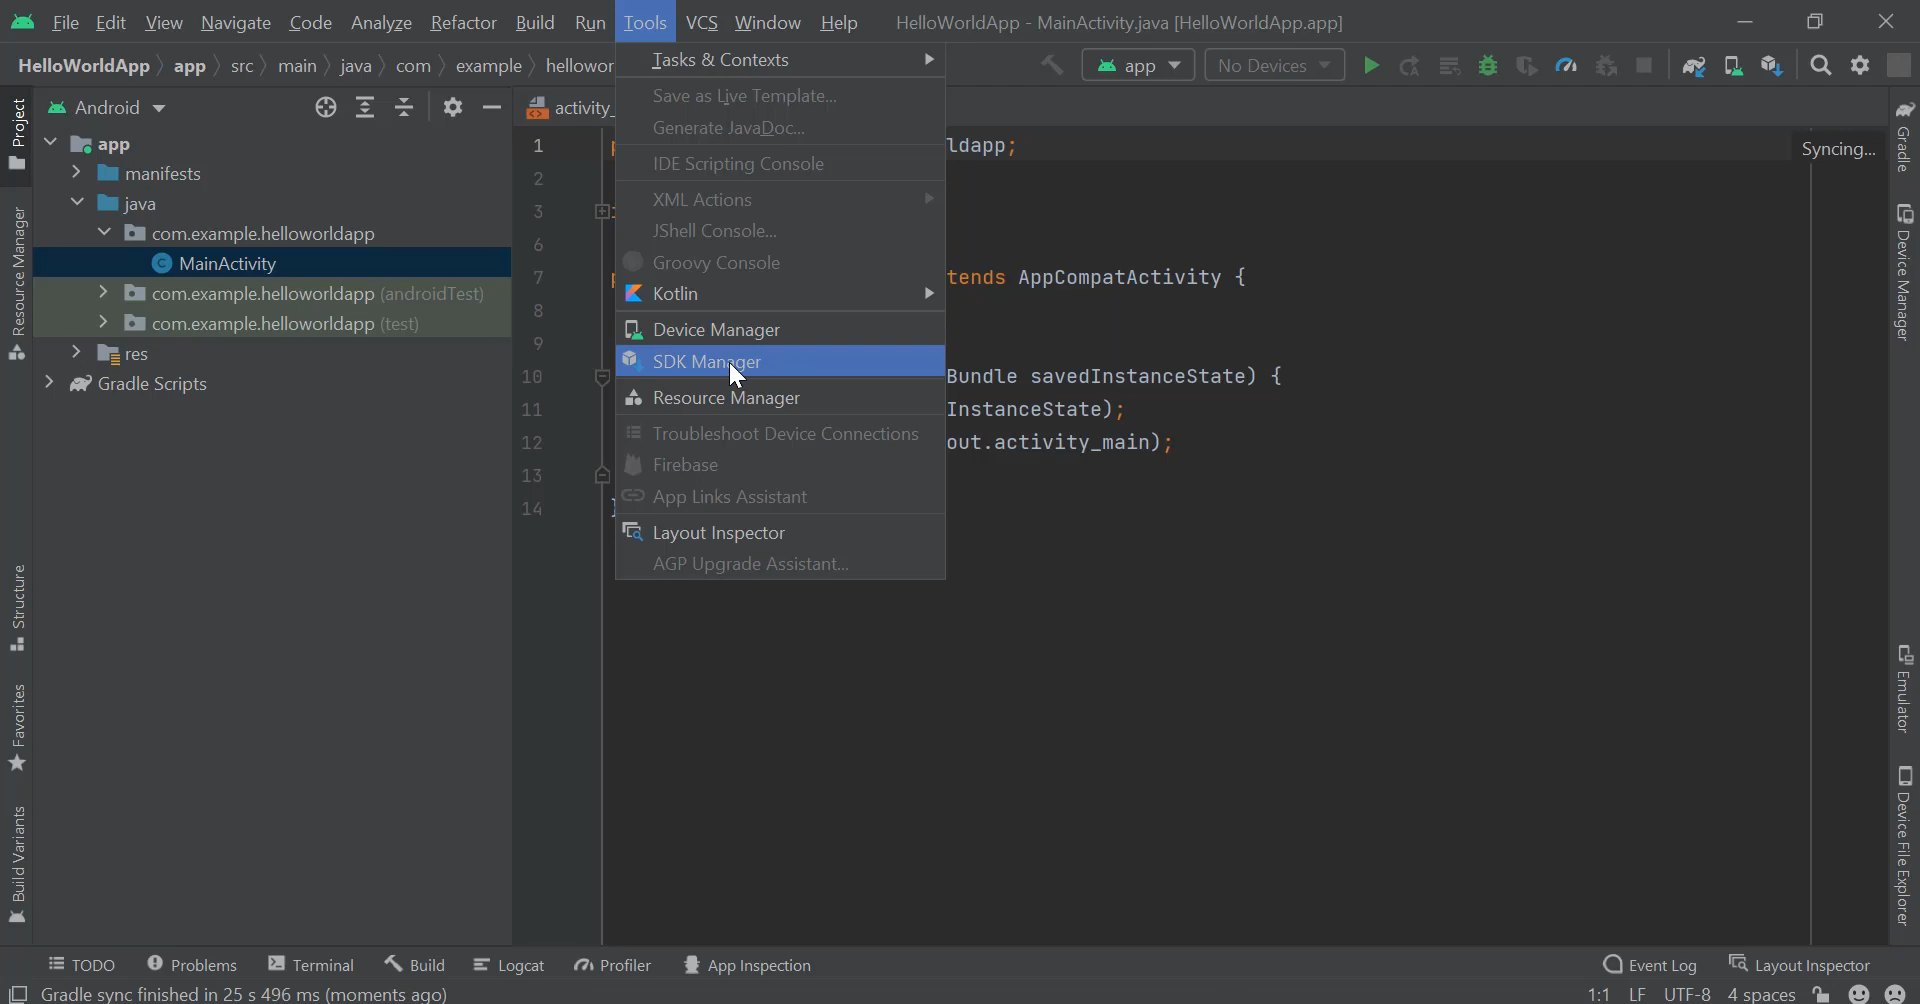 File Edit View Navigate Code Analyze Refactor Build Run Tools VCS Window Help HelloWorldApp - MainActivity.java [HelloWorldApp.app]
HelloWorldApp app src main java com example hellowor app No Devices
Android
activity_
Project
Resource Manager
Structure
Favorites
Build Variants
app
manifests
java
com.example.helloworldapp
MainActivity
com.example.helloworldapp (androidTest)
com.example.helloworldapp (test)
res
Gradle Scripts
Tasks & Contexts
Save as Live Template...
Generate JavaDoc...
IDE Scripting Console
XML Actions
JShell Console...
Groovy Console
Kotlin
Device Manager
SDK Manager
Resource Manager
Troubleshoot Device Connections
Firebase
App Links Assistant
Layout Inspector
AGP Upgrade Assistant...
1 ldapp;
2
3
6
7 tends AppCompatActivity {
8
9
10 Bundle savedInstanceState) {
11 InstanceState);
12 out.activity_main);
13
14
Syncing...
Gradle
Device Manager
Emulator
Device File Explorer
TODO Problems Terminal Build Logcat Profiler App Inspection Event Log Layout Inspector
Gradle sync finished in 25 s 496 ms (moments ago) 1:1 LF UTF-8 4 spaces